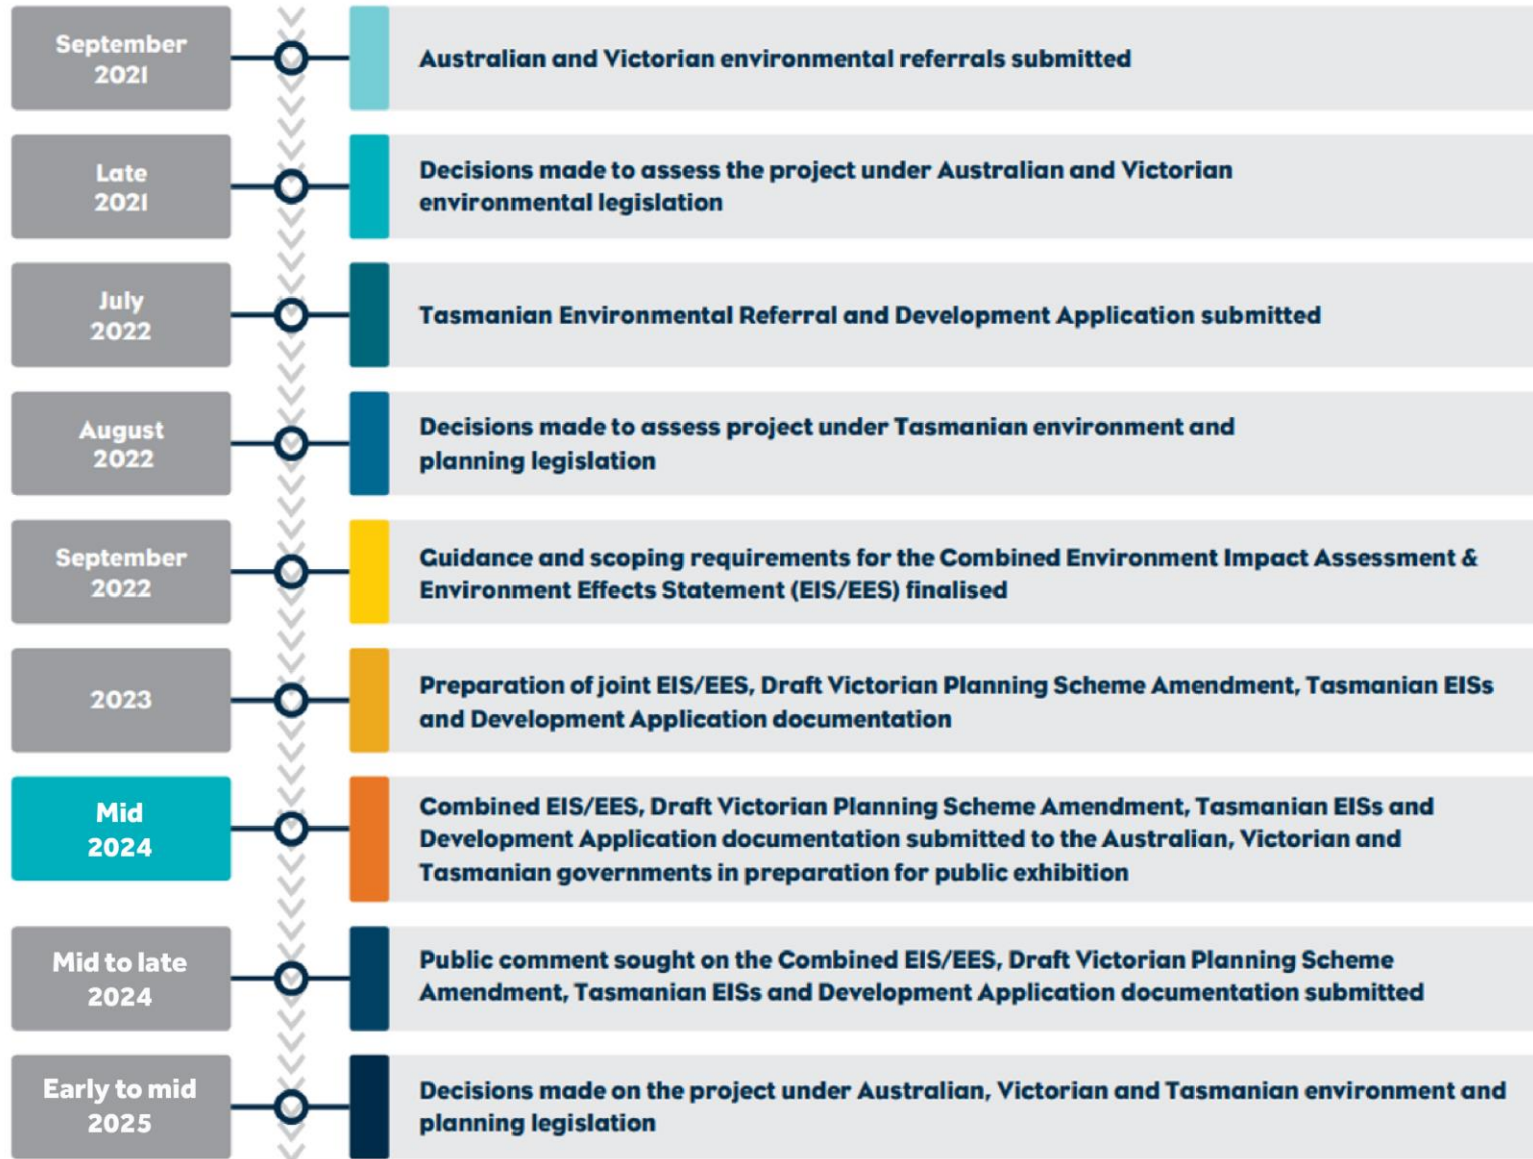 September
2021
Australian and Victorian environmental referrals submitted
Late
2021
Decisions made to assess the project under Australian and Victorian
environmental legislation
July
2022
Tasmanian Environmental Referral and Development Application submitted
August
2022
Decisions made to assess project under Tasmanian environment and
planning legislation
September
2022
Guidance and scoping requirements for the Combined Environment Impact Assessment &
Environment Effects Statement (EIS/EES) finalised
2023
Preparation of joint EIS/EES, Draft Victorian Planning Scheme Amendment, Tasmanian EISs
and Development Application documentation
Mid
2024
Combined EIS/EES, Draft Victorian Planning Scheme Amendment, Tasmanian EISs and
Development Application documentation submitted to the Australian, Victorian and
Tasmanian governments in preparation for public exhibition
Mid to late
2024
Public comment sought on the Combined EIS/EES, Draft Victorian Planning Scheme
Amendment, Tasmanian EISs and Development Application documentation submitted
Early to mid
2025
Decisions made on the project under Australian, Victorian and Tasmanian environment and
planning legislation